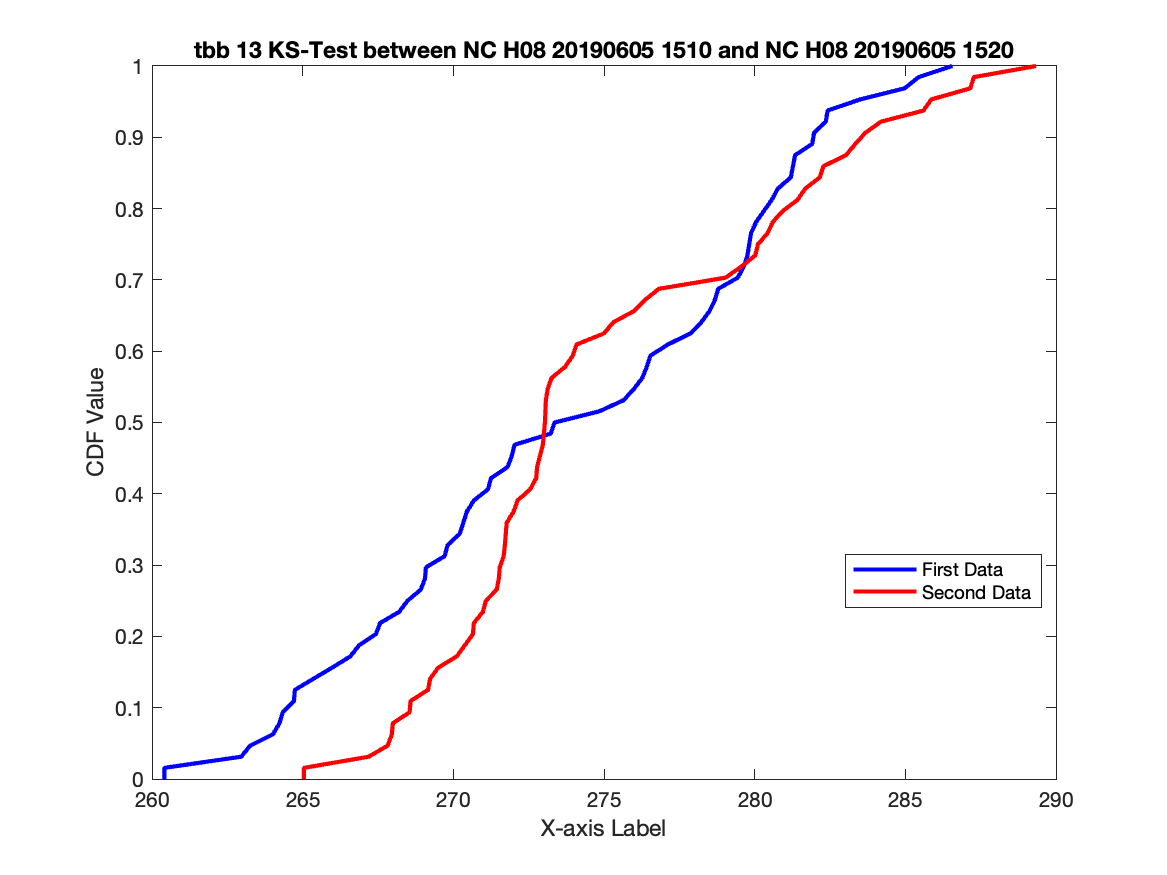 tbb 13 KS-Test between NC H08 20190605 1510 and NC H08 20190605 1520
1
0.9
0.8
0.7
0.6
0.5
0.4
0.3
0.2
0.1
0
CDF Value
First Data
Second Data
260 265 270 275 280 285 290
X-axis Label